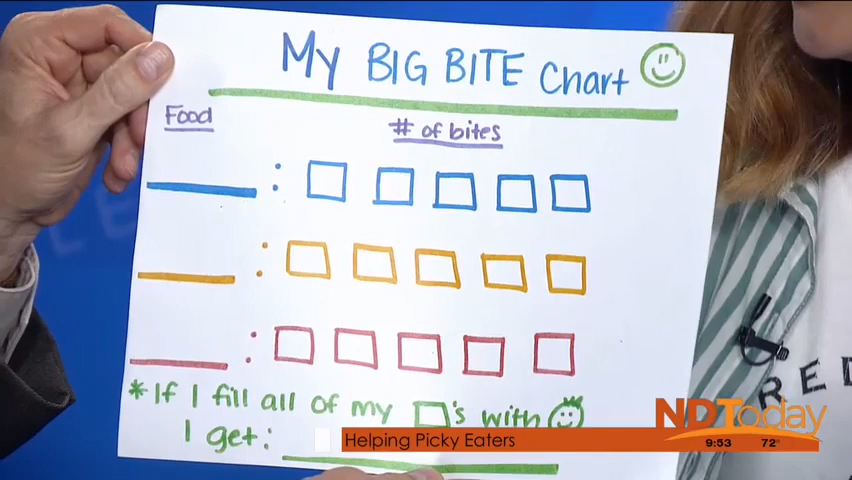 My BIG BITE Chart
Food
# of bites
*If I fill all of my □'s with
I get:
Helping Picky Eaters
NDToday
9:53 72°
RED